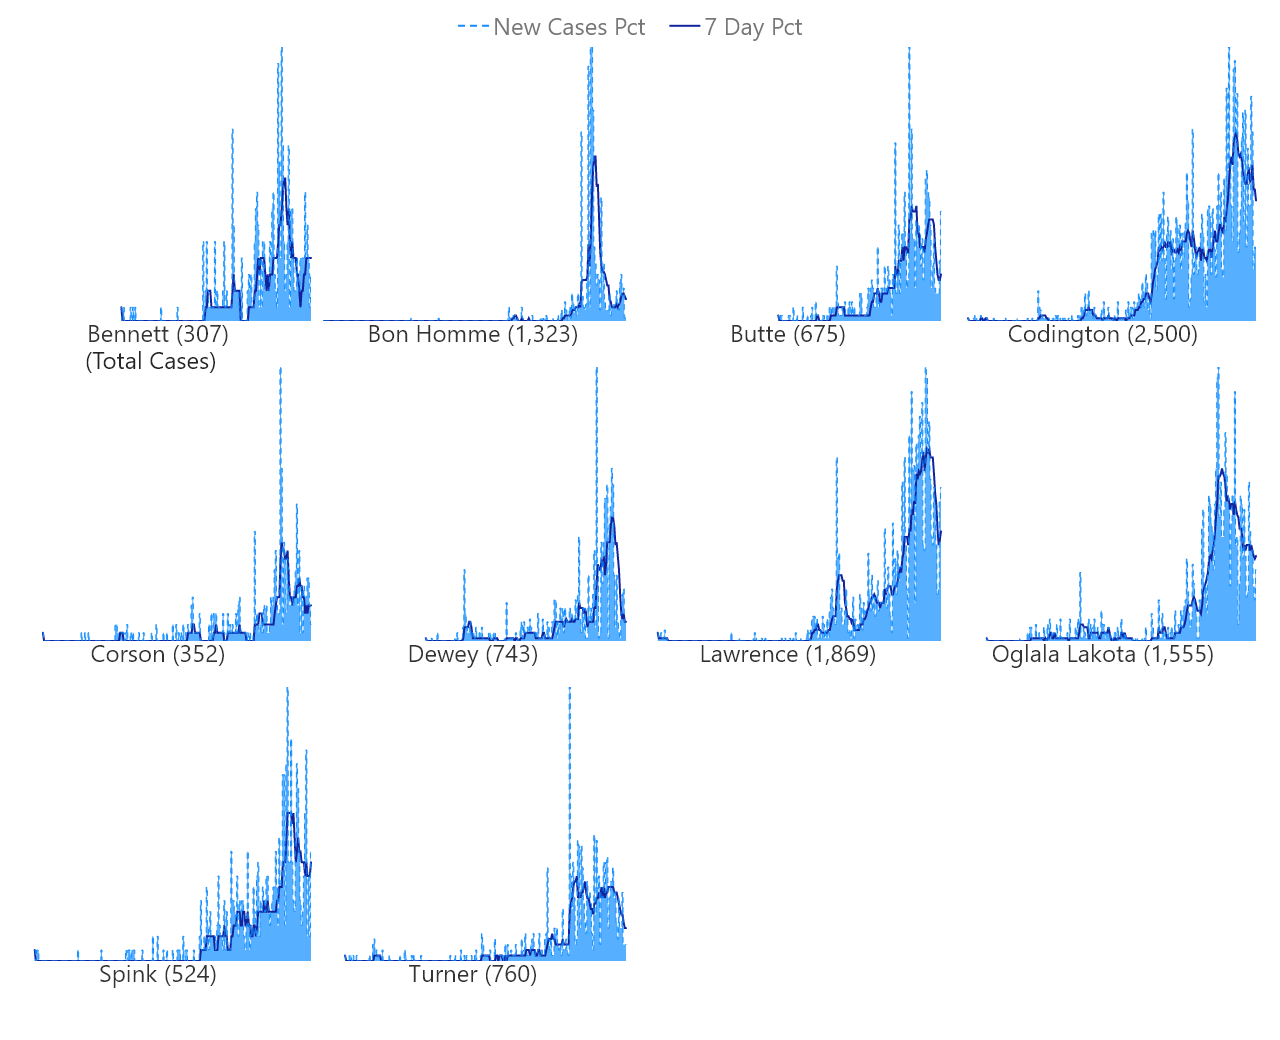 New Cases Pct 7 Day Pct
Bennett (307) Bon Homme (1,323) Butte (675) Codington (2,500)
(Total Cases)
Corson (352) Dewey (743) Lawrence (1,869) Oglala Lakota (1,555)
Spink (524) Turner (760)